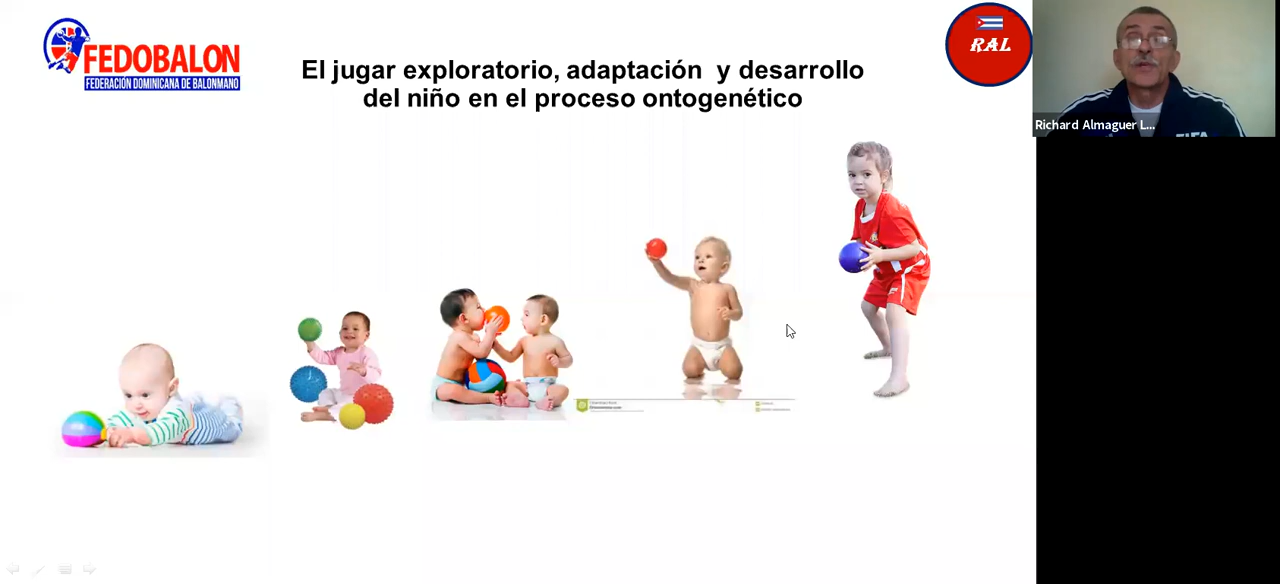 FEDOBALON
FEDERACIÓN DOMINICANA DE BALONMANO
El jugar exploratorio, adaptación y desarrollo
del niño en el proceso ontogenético
RAL
Richard Almaguer L...
FIFA